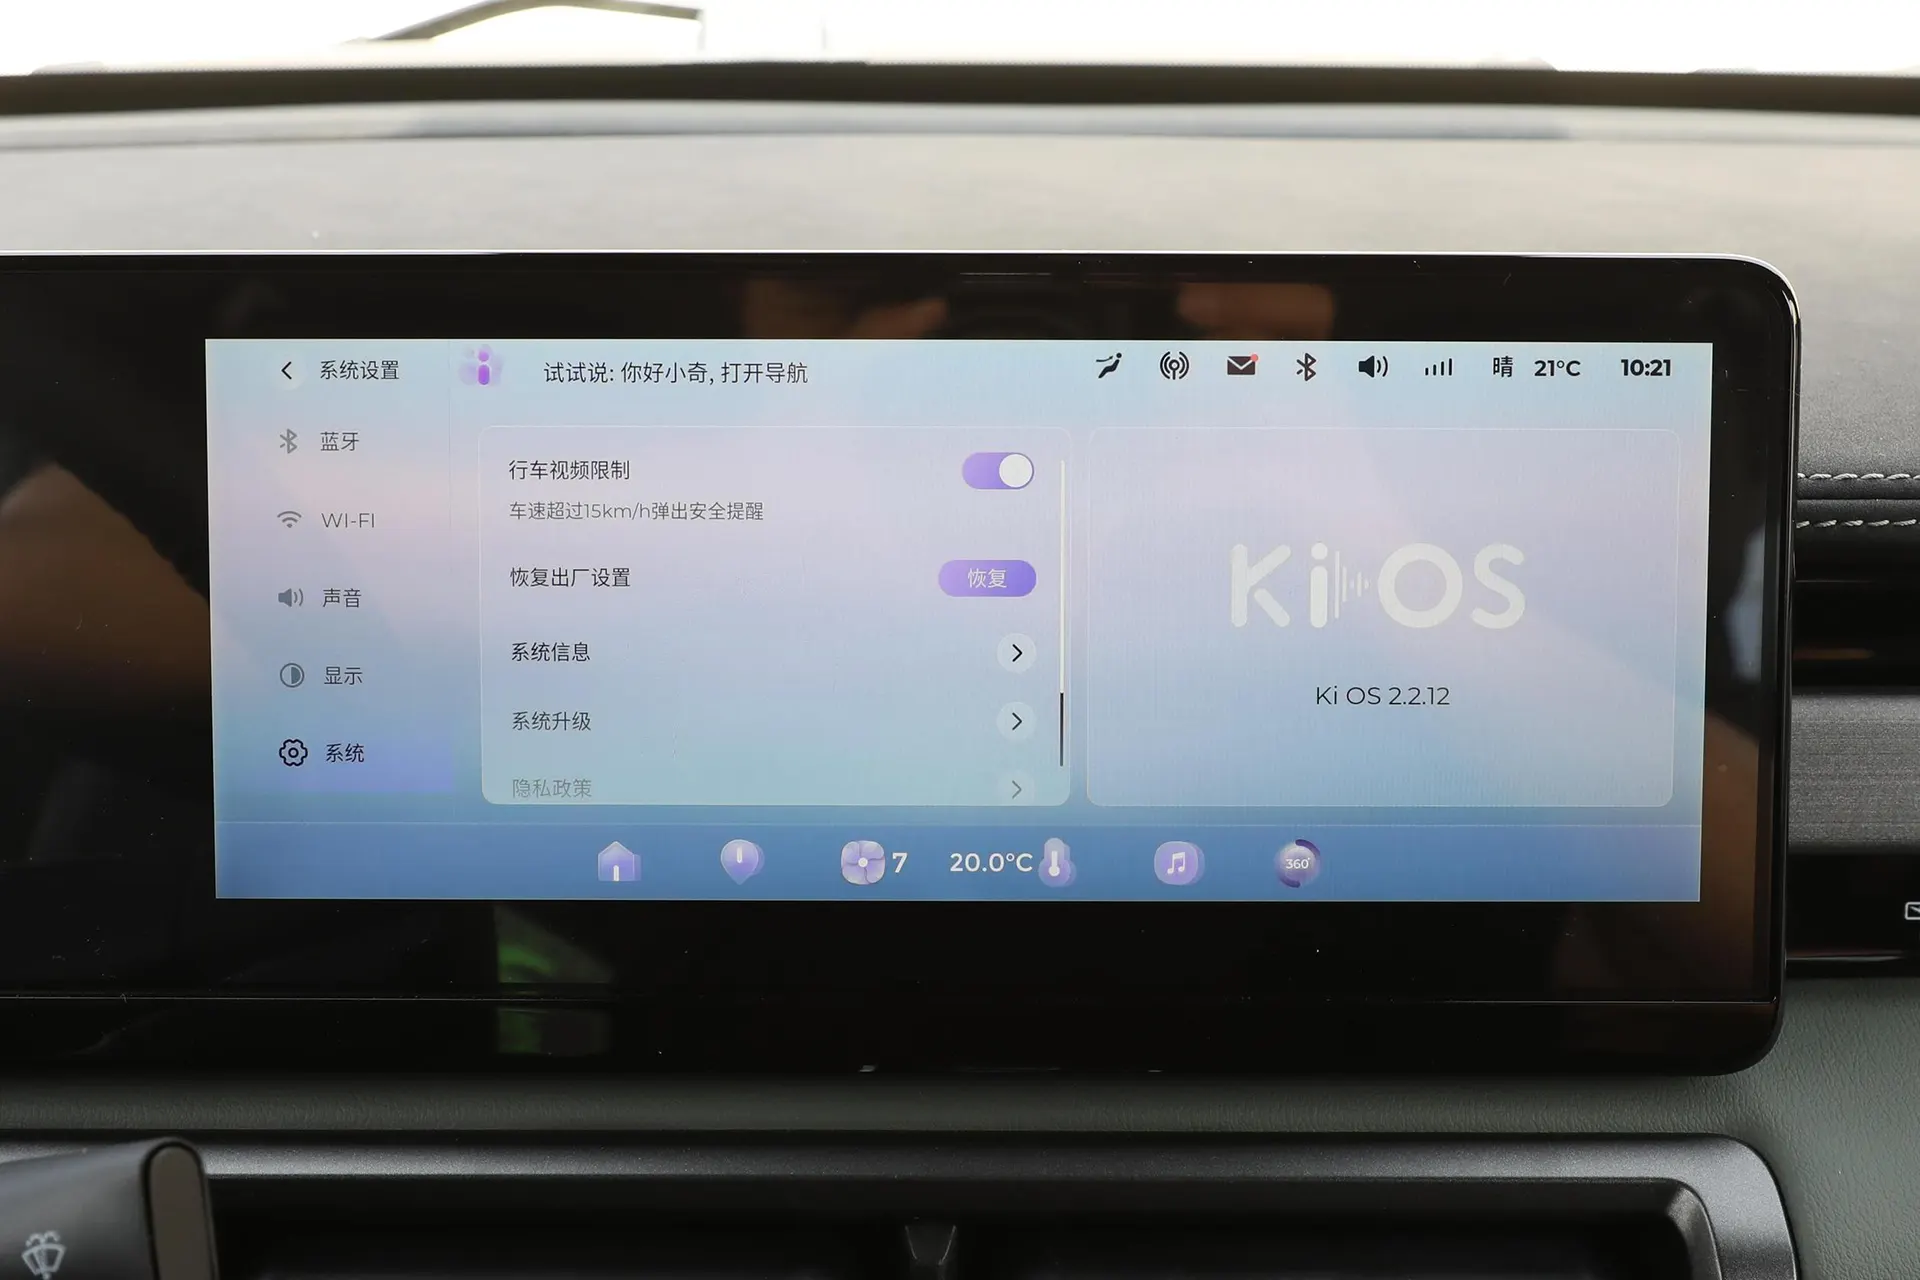 系统设置
试试说: 你好小奇, 打开导航
晴 21°C 10:21
蓝牙
WI-FI
声音
显示
系统
行车视频限制
车速超过15km/h弹出安全提醒
恢复出厂设置
恢复
系统信息
系统升级
隐私政策
Ki OS
Ki OS 2.2.12
7
20.0°C
360°